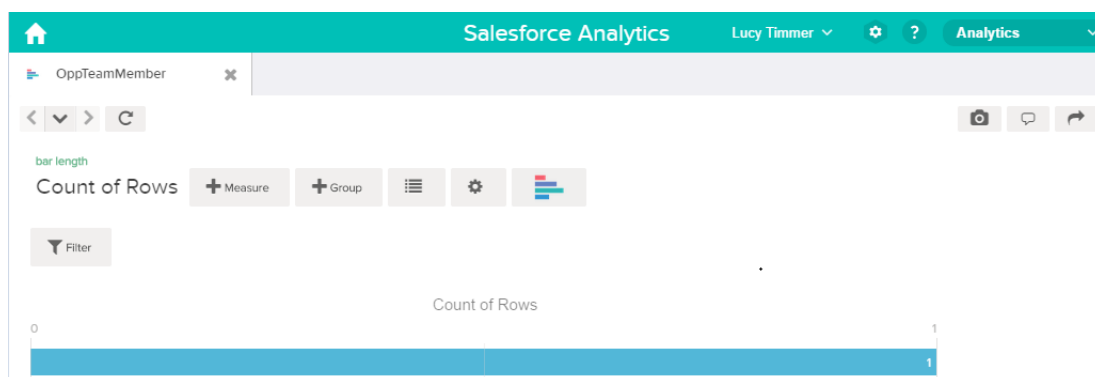 Salesforce Analytics Lucy Timmer ? Analytics
OppTeamMember
bar length
Count of Rows Measure Group
Filter
Count of Rows
0 1
1